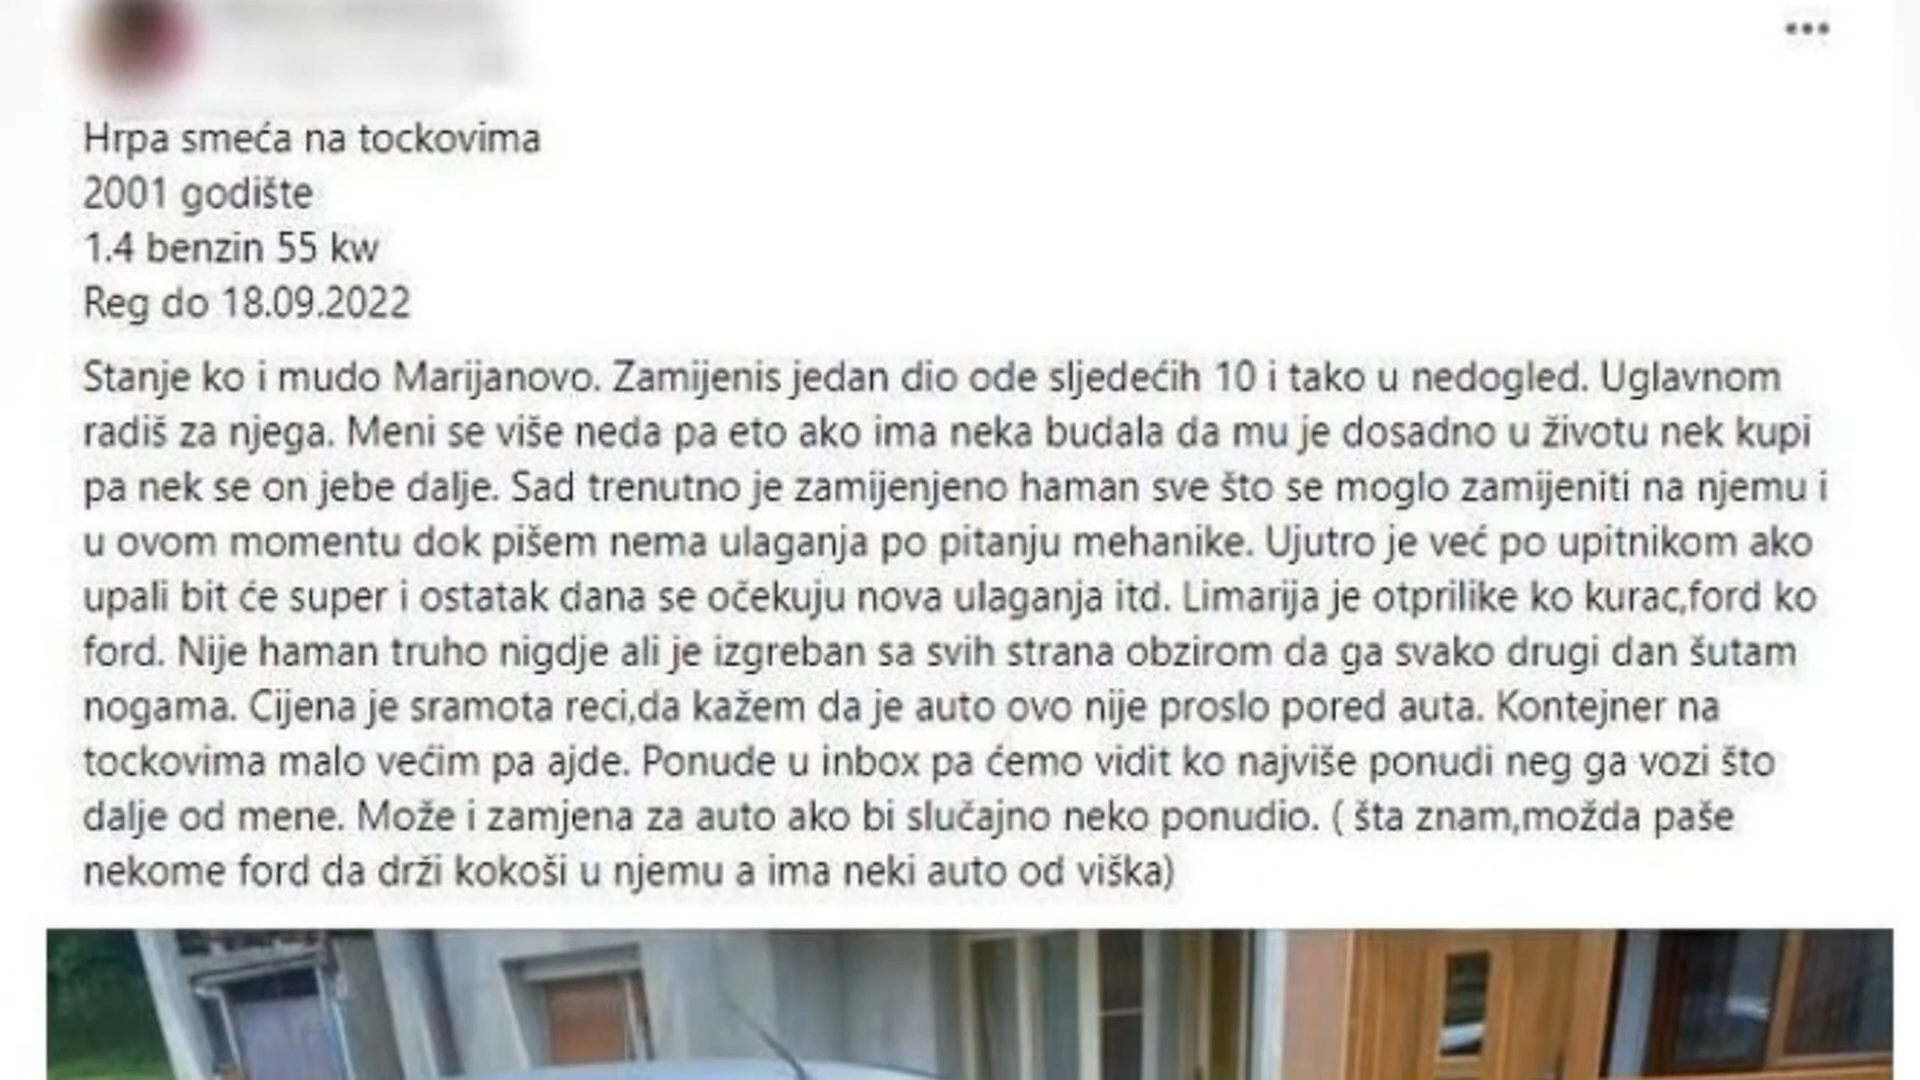 Hrpa smeća na tockovima
2001 godište
1.4 benzin 55 kw
Reg do 18.09.2022
Stanje ko i mudo Marijanovo. Zamijenis jedan dio ode sljedećih 10 i tako u nedogled. Uglavnom
radiš za njega. Meni se više neda pa eto ako ima neka budala da mu je dosadno u životu nek kupi
pa nek se on jebe dalje. Sad trenutno je zamijenjeno haman sve što se moglo zamijeniti na njemu i
u ovom momentu dok pišem nema ulaganja po pitanju mehanike. Ujutro je već po upitnikom ako
upali bit će super i ostatak dana se očekuju nova ulaganja itd. Limarija je otprilike ko kurac,ford ko
ford. Nije haman truho nigdje ali je izgreban sa svih strana obzirom da ga svako drugi dan šutam
nogama. Cijena je sramota reci,da kažem da je auto ovo nije proslo pored auta. Kontejner na
tockovima malo većim pa ajde. Ponude u inbox pa ćemo vidit ko najviše ponudi neg ga vozi što
dalje od mene. Može i zamjena za auto ako bi slučajno neko ponudio. ( šta znam,možda paše
nekome ford da drži kokoši u njemu a ima neki auto od viška)